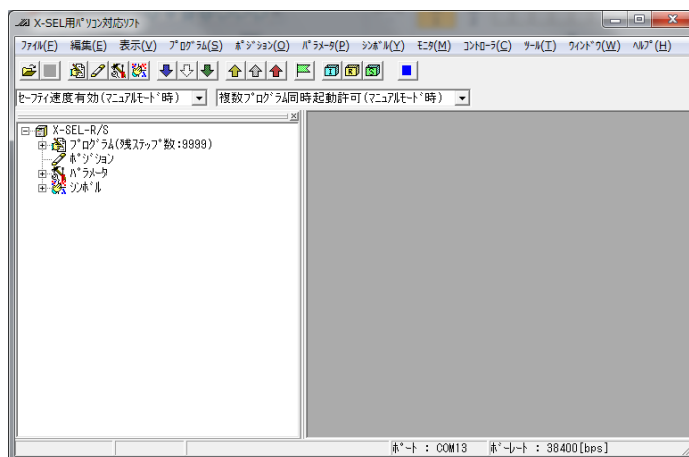 X-SEL用ﾊﾟｿｺﾝ対応ｿﾌﾄ
ﾌｧｲﾙ(F) 編集(E) 表示(V) ﾌﾟﾛｸﾞﾗﾑ(S) ﾎﾟｼﾞｼｮﾝ(O) ﾊﾟﾗﾒｰﾀ(P) ｼﾝﾎﾞﾙ(Y) ﾓﾆﾀ(M) ｺﾝﾄﾛｰﾗ(C) ﾂｰﾙ(T) ｳｨﾝﾄﾞｳ(W) ﾍﾙﾌﾟ(H)
ｾｰﾌﾃｨ速度有効(ﾏﾆｭｱﾙﾓｰﾄﾞ時) 複数ﾌﾟﾛｸﾞﾗﾑ同時起動許可(ﾏﾆｭｱﾙﾓｰﾄﾞ時)
X-SEL-R/S
ﾌﾟﾛｸﾞﾗﾑ(残ｽﾃｯﾌﾟ数:9999)
ﾎﾟｼﾞｼｮﾝ
ﾊﾟﾗﾒｰﾀ
ｼﾝﾎﾞﾙ
ﾎﾟｰﾄ : COM13 ﾎﾞｰﾚｰﾄ : 38400[bps]